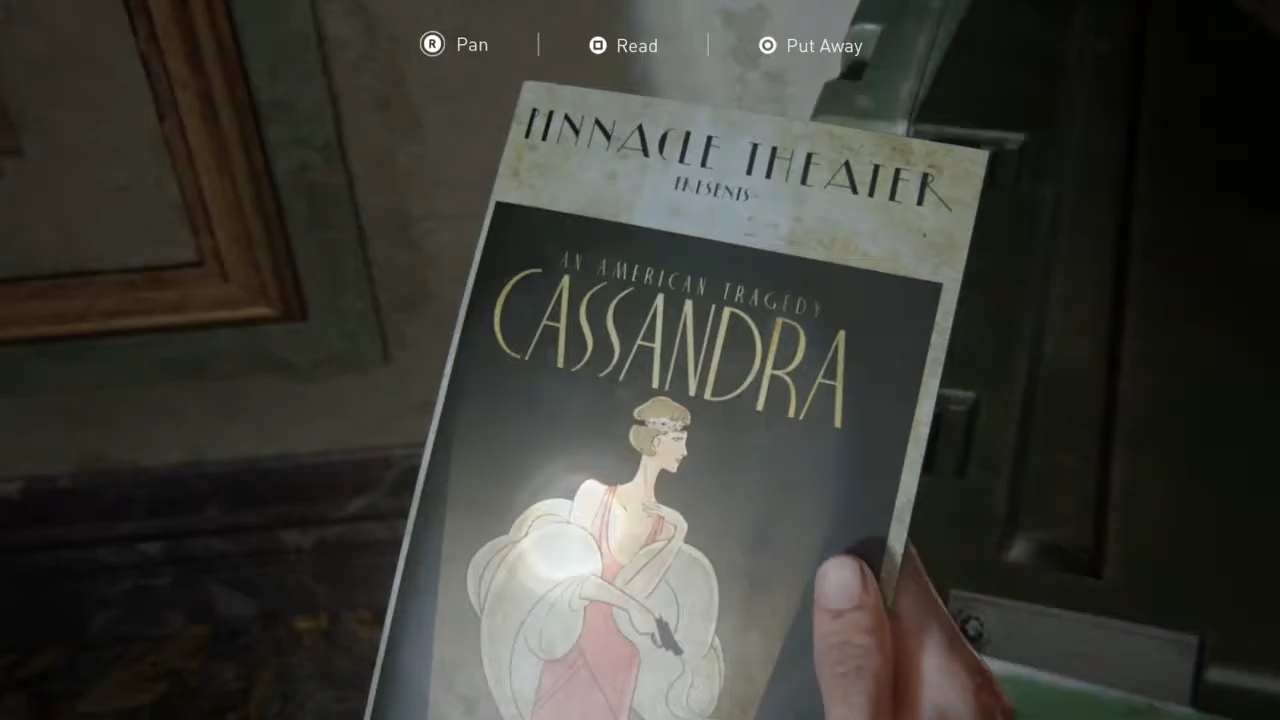 R Pan Read Put Away
PINNACLE THEATER
PRESENTS
AN AMERICAN TRAGEDY
CASSANDRA